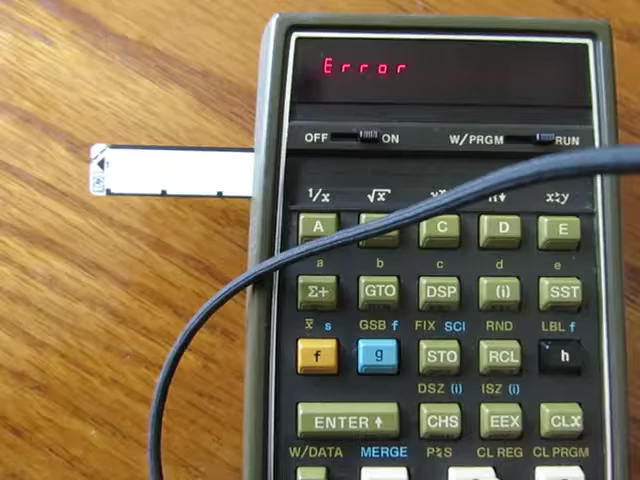 Error
OFF ON W/PRGM RUN
1/x √x x≷y
A C D E
a b c d e
Σ+ GTO DSP (i) SST
x̄ s GSB f FIX SCI RND LBL f
f g STO RCL h
DSZ (i) ISZ (i)
ENTER ↑ CHS EEX CLX
W/DATA MERGE P≷S CL REG CL PRGM